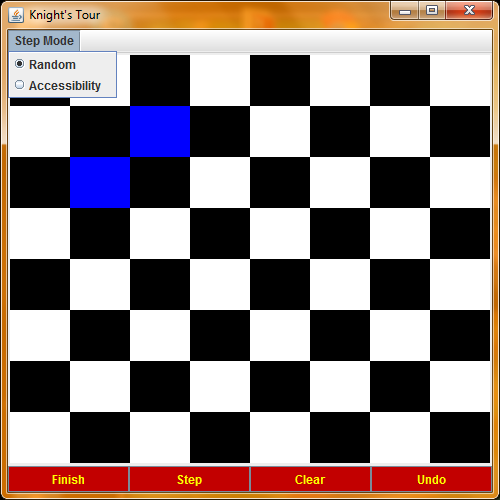 Knight's Tour
Step Mode
Random
Accessibility
Finish Step Clear Undo